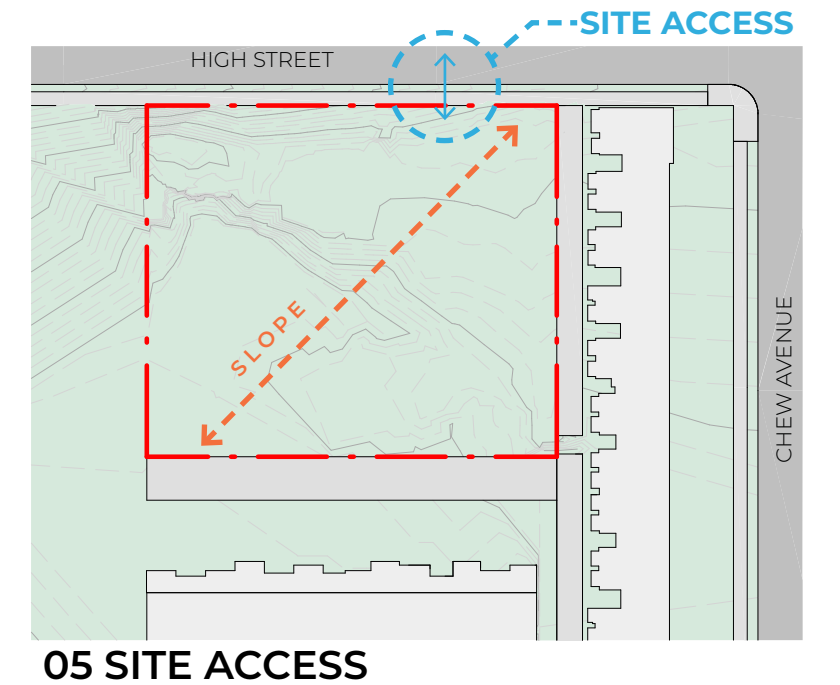 SITE ACCESS
HIGH STREET
SLOPE
CHEW AVENUE
05 SITE ACCESS